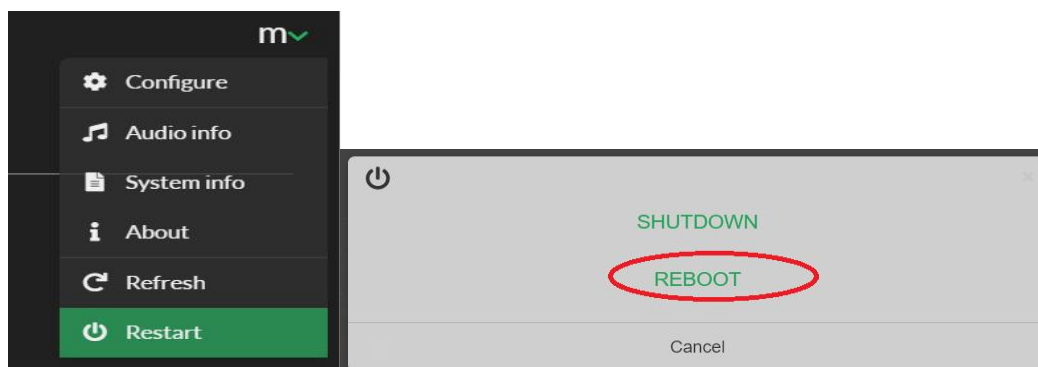 m
Configure
Audio info
System info
About
Refresh
Restart
SHUTDOWN
REBOOT
Cancel